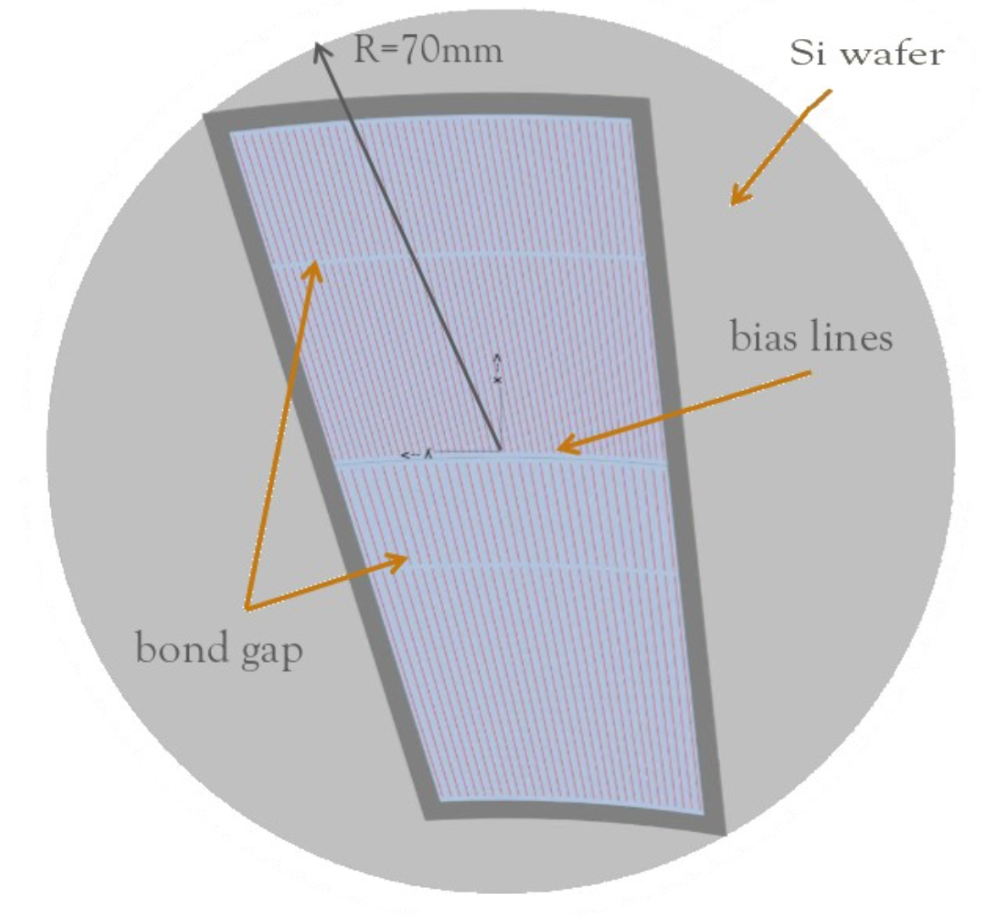 R=70mm
Si wafer
bias lines
bond gap